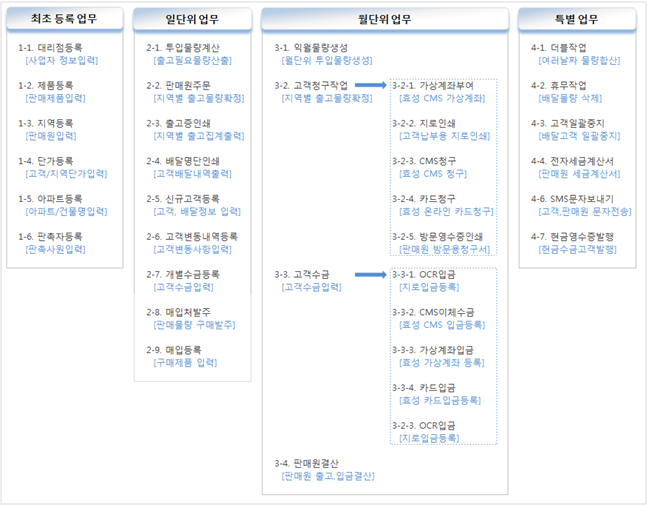 최초 등록 업무
1-1. 대리점등록
[사업자 정보입력]
1-2. 제품등록
[판매제품입력]
1-3. 지역등록
[판매원입력]
1-4. 단가등록
[고객/지역단가입력]
1-5. 아파트등록
[아파트/건물명입력]
1-6. 판촉자등록
[판촉사원입력]
일단위 업무
2-1. 투입물량계산
[출고필요물량산출]
2-2. 판매원주문
[지역별 출고물량확정]
2-3. 출고증인쇄
[지역별 출고집계출력]
2-4. 배달명단인쇄
[고객배달내역출력]
2-5. 신규고객등록
[고객, 배달정보 입력]
2-6. 고객변동내역등록
[고객변동사항입력]
2-7. 개별수금등록
[고객수금입력]
2-8. 매입처발주
[판매물량 구매발주]
2-9. 매입등록
[구매제품 입력]
월단위 업무
3-1. 익월물량생성
[월단위 투입물량생성]
3-2. 고객청구작업
[지역별 출고물량확정]
3-2-1. 가상계좌부여
[효성 CMS 가상계좌]
3-2-2. 지로인쇄
[고객납부용 지로인쇄]
3-2-3. CMS청구
[효성 CMS 청구]
3-2-4. 카드청구
[효성 온라인 카드청구]
3-2-5. 방문영수증인쇄
[판매원 방문용청구서]
3-3. 고객수금
[고객수금입력]
3-3-1. OCR입금
[지로입금등록]
3-3-2. CMS이체수금
[효성 CMS 입금등록]
3-3-3. 가상계좌입금
[효성 가상계좌 등록]
3-3-4. 카드입금
[효성 카드입금등록]
3-2-3. OCR입금
[지로입금등록]
3-4. 판매원결산
[판매원 출고,입금결산]
특별 업무
4-1. 더블작업
[여러날짜 물량합산]
4-2. 휴무작업
[배달물량 삭제]
4-3. 고객일괄중지
[배달고객 일괄중지]
4-4. 전자세금계산서
[판매원 세금계산서]
4-6. SMS문자보내기
[고객,판매원 문자전송]
4-7. 현금영수증발행
[현금수금고객발행]